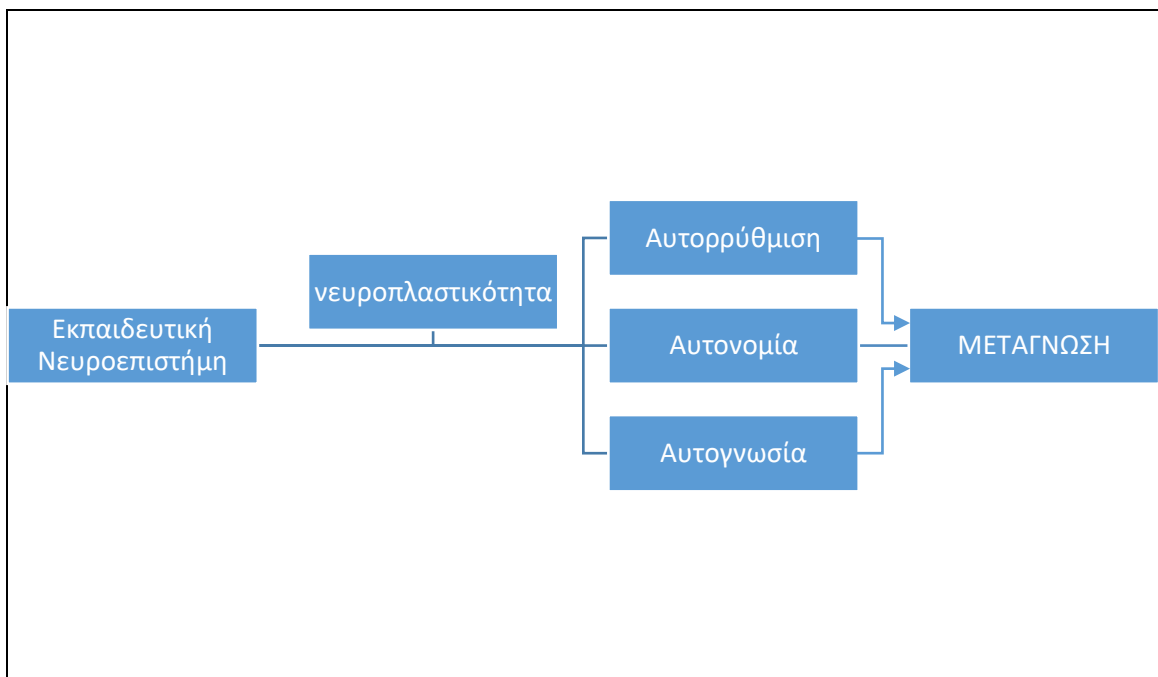 Εκπαιδευτική
Νευροεπιστήμη
νευροπλαστικότητα
Αυτορρύθμιση
Αυτονομία
Αυτογνωσία
ΜΕΤΑΓΝΩΣΗ